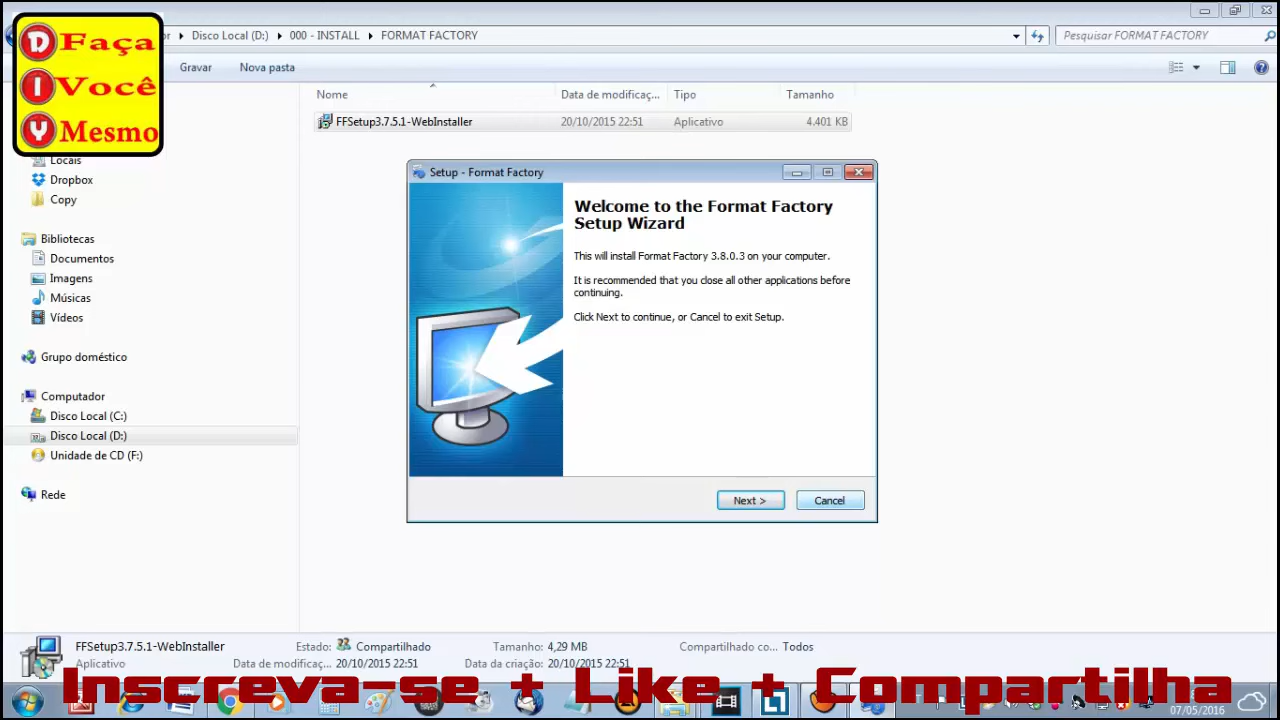 D Faça
I Você
Y Mesmo
Disco Local (D:) 000 - INSTALL FORMAT FACTORY
Pesquisar FORMAT FACTORY
Gravar Nova pasta
Nome Data de modificaç... Tipo Tamanho
FFSetup3.7.5.1-WebInstaller 20/10/2015 22:51 Aplicativo 4.401 KB
Locais
Dropbox
Copy
Bibliotecas
Documentos
Imagens
Músicas
Vídeos
Grupo doméstico
Computador
Disco Local (C:)
Disco Local (D:)
Unidade de CD (F:)
Rede
Setup - Format Factory
Welcome to the Format Factory
Setup Wizard
This will install Format Factory 3.8.0.3 on your computer.
It is recommended that you close all other applications before
continuing.
Click Next to continue, or Cancel to exit Setup.
Next > Cancel
FFSetup3.7.5.1-WebInstaller Estado: Compartilhado Tamanho: 4,29 MB Compartilhado co... Todos
Aplicativo Data de modificaç... 20/10/2015 22:51 Data da criação: 20/10/2015 22:51
Inscreva-se + Like + Compartilha
07/05/2016